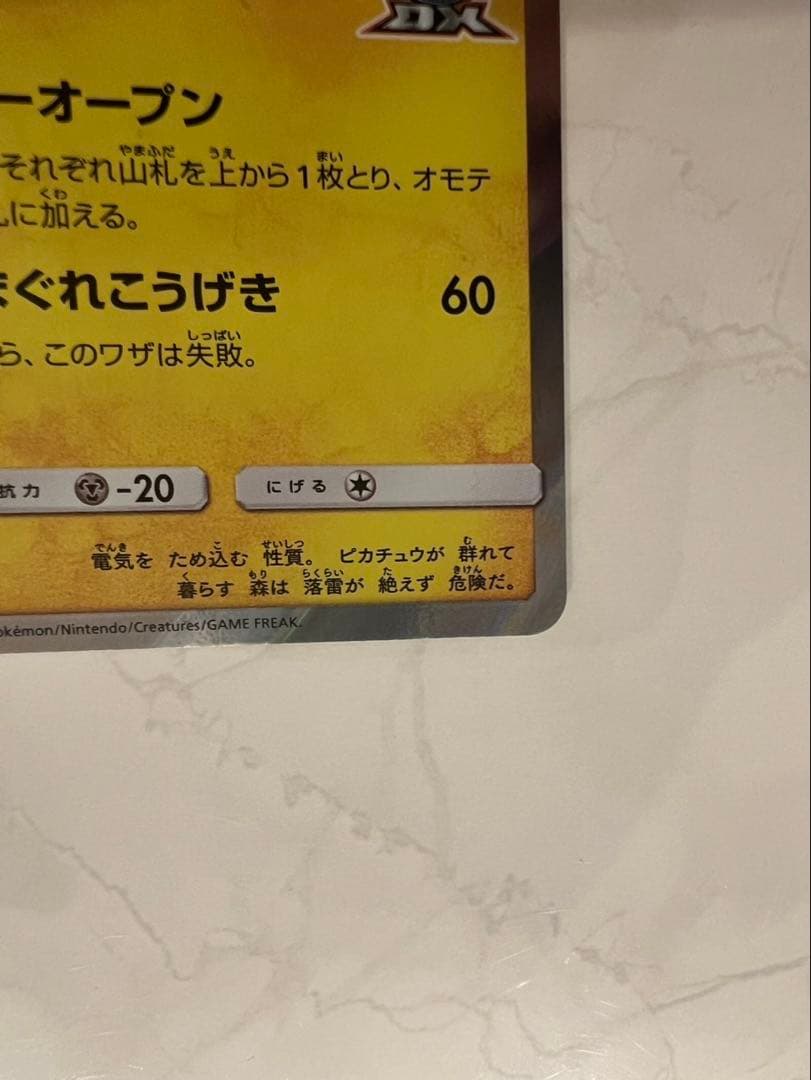 DX
ーオープン
それぞれ山札を上から1枚とり、オモテ
に加える。
まぐれこうげき 60
ら、このワザは失敗。
抗力 -20 にげる
電気を ため込む 性質。 ピカチュウが 群れて
暮らす 森は 落雷が 絶えず 危険だ。
okémon/Nintendo/Creatures/GAME FREAK.